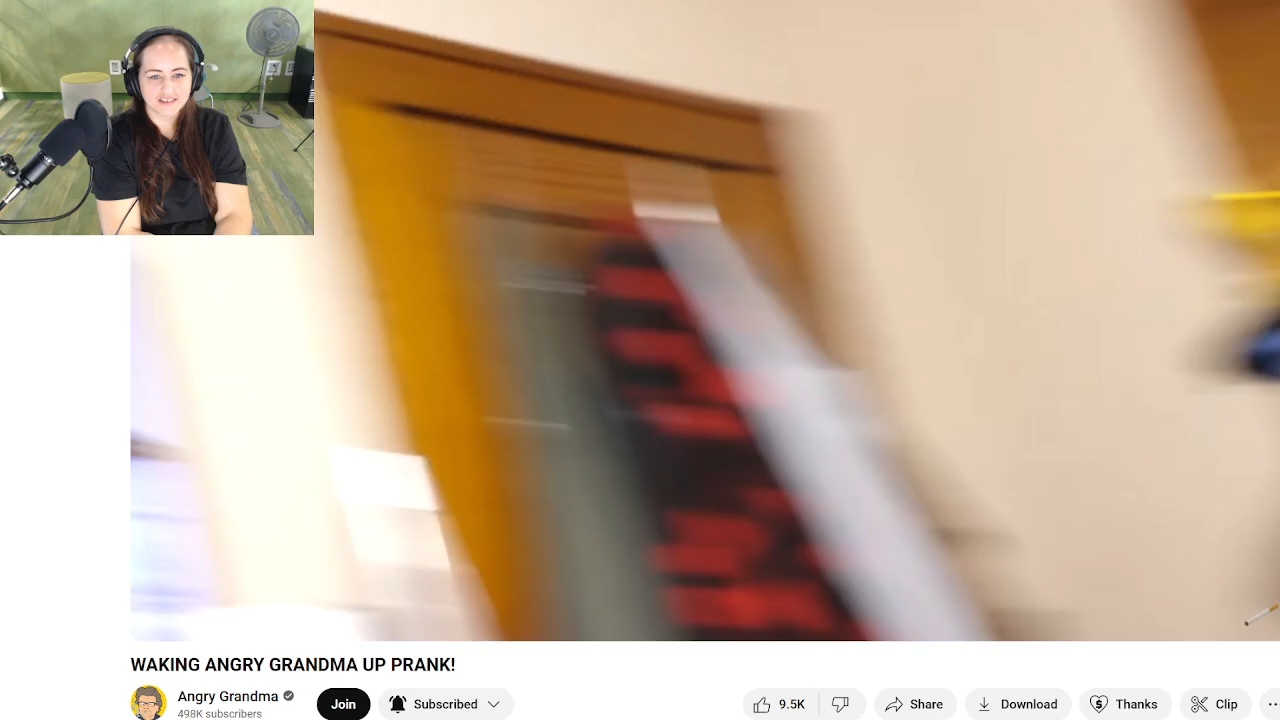 WAKING ANGRY GRANDMA UP PRANK!
Angry Grandma
498K subscribers
Join
Subscribed
9.5K
Share
Download
Thanks
Clip